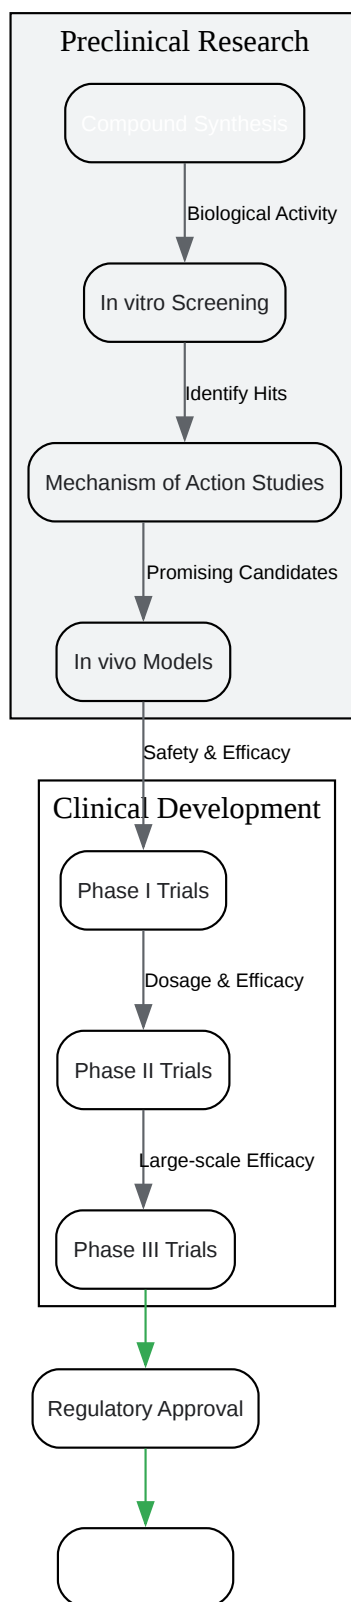 Preclinical Research
Compound Synthesis
Biological Activity
In vitro Screening
Identify Hits
Mechanism of Action Studies
Promising Candidates
In vivo Models
Safety & Efficacy
Clinical Development
Phase I Trials
Dosage & Efficacy
Phase II Trials
Large-scale Efficacy
Phase III Trials
Regulatory Approval